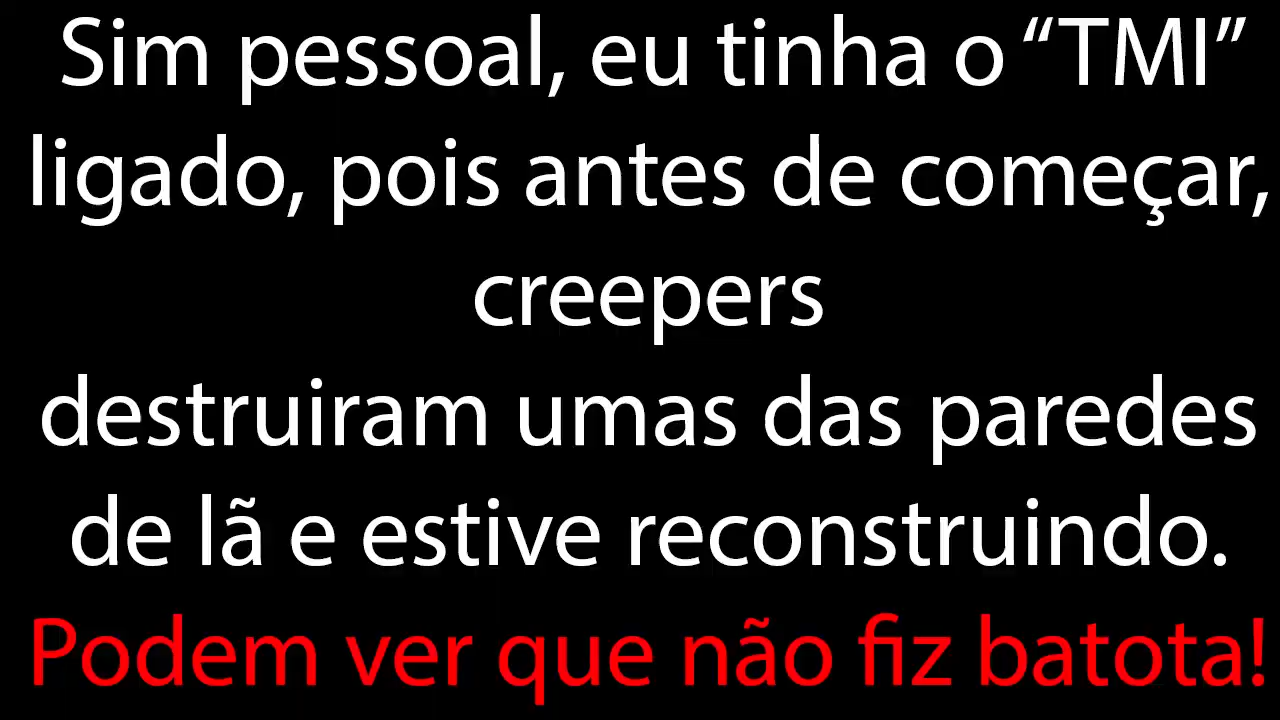 Sim pessoal, eu tinha o “TMI”
ligado, pois antes de começar,
creepers
destruiram umas das paredes
de lã e estive reconstruindo.
Podem ver que não fiz batota!